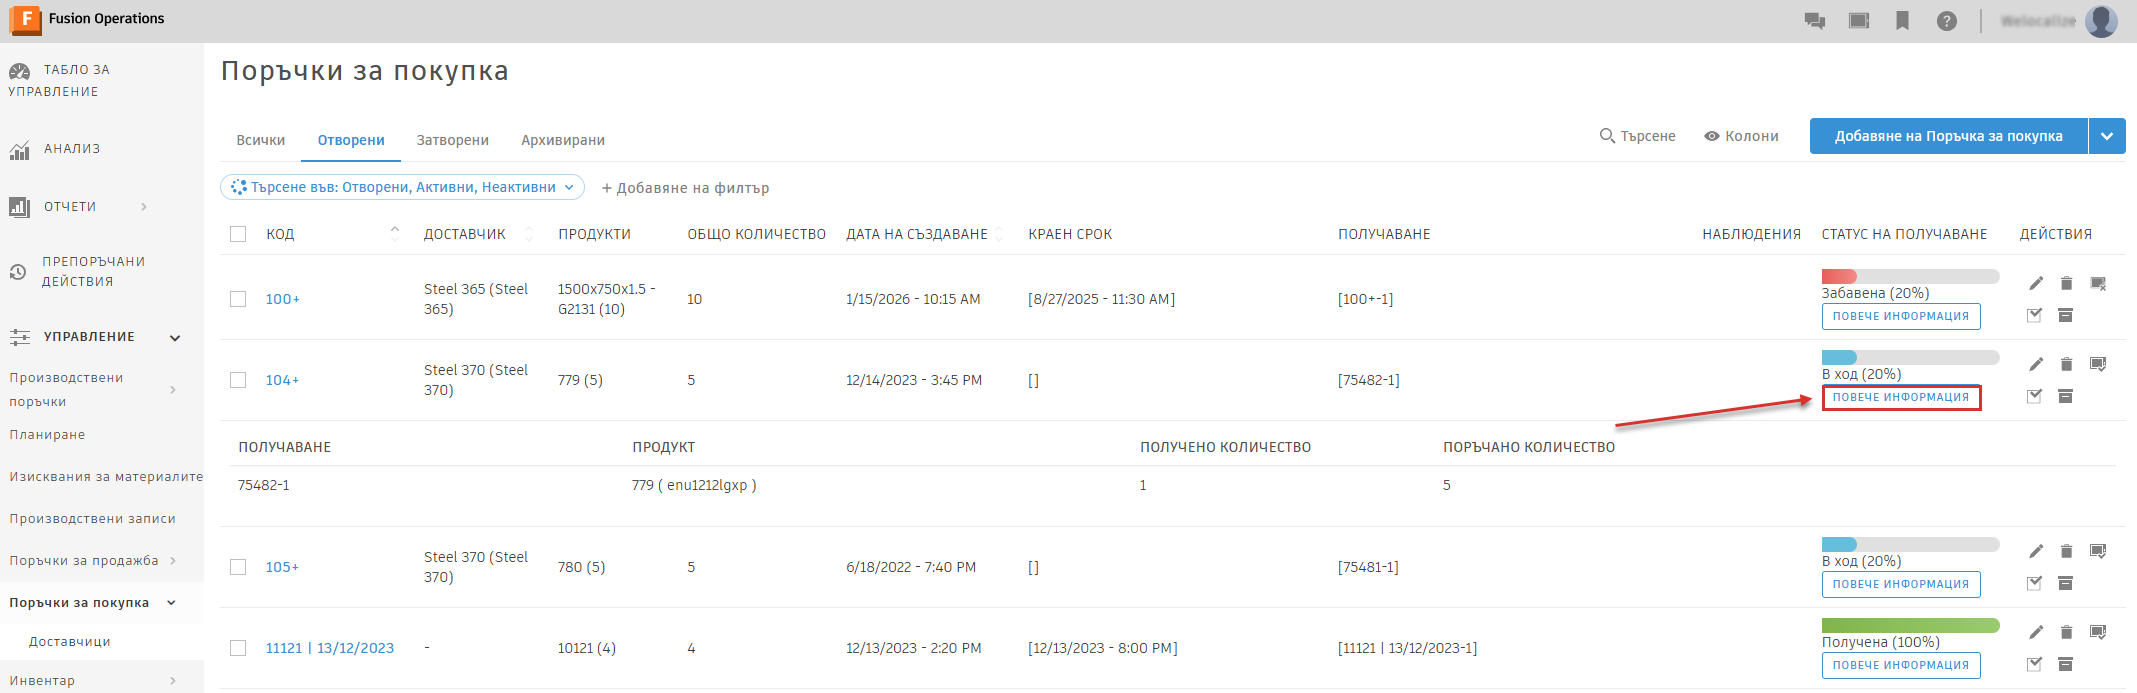 F Fusion Operations
ТАБЛО ЗА
УПРАВЛЕНИЕ
АНАЛИЗ
ОТЧЕТИ
ПРЕПОРЪЧАНИ
ДЕЙСТВИЯ
УПРАВЛЕНИЕ
Производствени
поръчки
Планиране
Изисквания за материалите
Производствени записи
Поръчки за продажба
Поръчки за покупка
Доставчици
Инвентар
Поръчки за покупка
Всички Отворени Затворени Архивирани
Търсене Колони Добавяне на Поръчка за покупка
Търсене във: Отворени, Активни, Неактивни + Добавяне на филтър
КОД ДОСТАВЧИК ПРОДУКТИ ОБЩО КОЛИЧЕСТВО ДАТА НА СЪЗДАВАНЕ КРАЕН СРОК ПОЛУЧАВАНЕ НАБЛЮДЕНИЯ СТАТУС НА ПОЛУЧАВАНЕ ДЕЙСТВИЯ
100+ Steel 365 (Steel 365) 1500x750x1.5 - G2131 (10) 10 1/15/2026 - 10:15 AM [8/27/2025 - 11:30 AM] [100+-1] Забавена (20%)
ПОВЕЧЕ ИНФОРМАЦИЯ
104+ Steel 370 (Steel 370) 779 (5) 5 12/14/2023 - 3:45 PM [] [75482-1] В ход (20%)
ПОВЕЧЕ ИНФОРМАЦИЯ
ПОЛУЧАВАНЕ ПРОДУКТ ПОЛУЧЕНО КОЛИЧЕСТВО ПОРЪЧАНО КОЛИЧЕСТВО
75482-1 779 ( enu1212lgxp ) 1 5
105+ Steel 370 (Steel 370) 780 (5) 5 6/18/2022 - 7:40 PM [] [75481-1] В ход (20%)
ПОВЕЧЕ ИНФОРМАЦИЯ
11121 | 13/12/2023 - 10121 (4) 4 12/13/2023 - 2:20 PM [12/13/2023 - 8:00 PM] [11121 | 13/12/2023-1] Получена (100%)
ПОВЕЧЕ ИНФОРМАЦИЯ